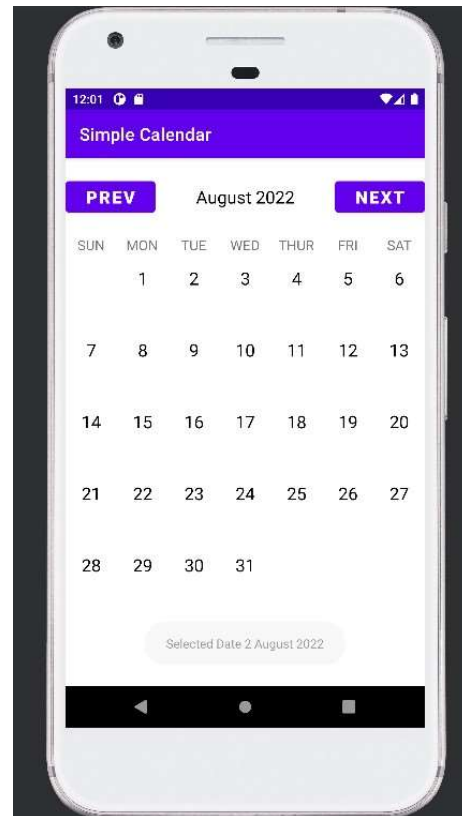 12:01
Simple Calendar
PREV August 2022 NEXT
SUN MON TUE WED THUR FRI SAT
1 2 3 4 5 6
7 8 9 10 11 12 13
14 15 16 17 18 19 20
21 22 23 24 25 26 27
28 29 30 31
Selected Date 2 August 2022